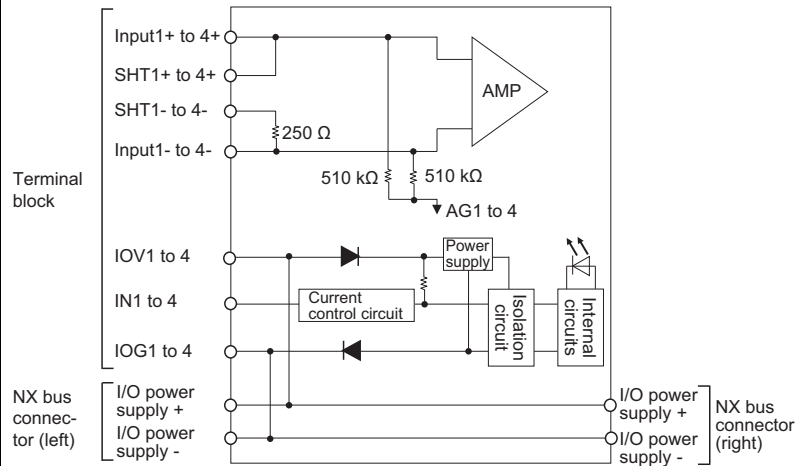 Input1+ to 4+
SHT1+ to 4+
SHT1- to 4-
Input1- to 4-
250 Ω
AMP
510 kΩ
510 kΩ
AG1 to 4
Terminal
block
IOV1 to 4
IN1 to 4
IOG1 to 4
Current
control circuit
Power
supply
Isolation
circuit
Internal
circuits
NX bus
connec-
tor (left)
I/O power
supply +
I/O power
supply -
I/O power
supply +
I/O power
supply -
NX bus
connector
(right)